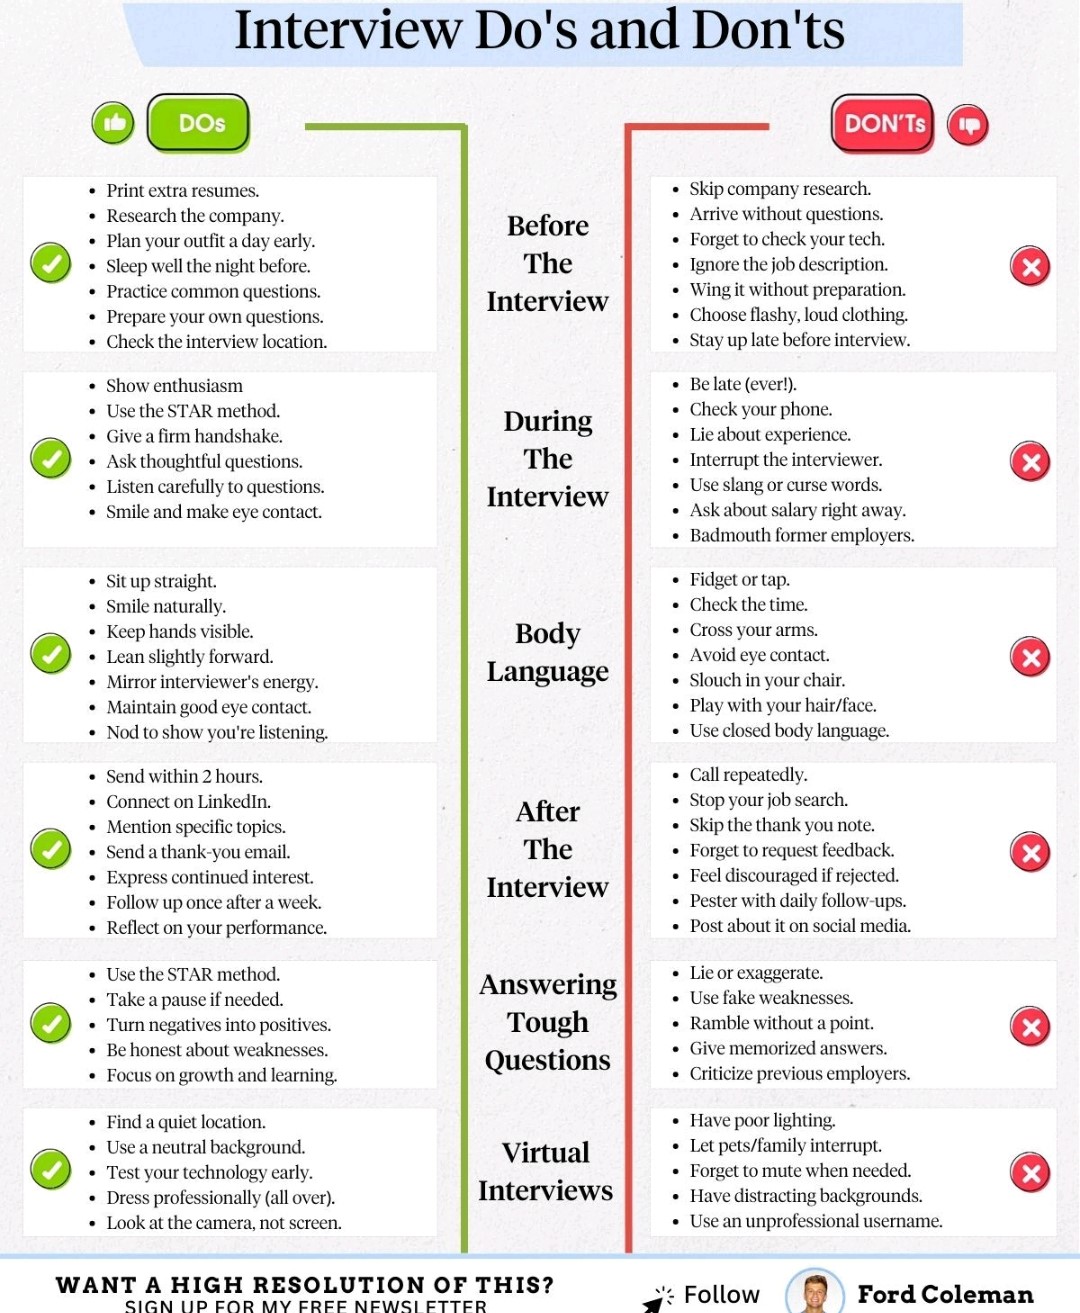 Interview Do's and Don'ts
DOs
DON'Ts
Before
The
Interview
• Print extra resumes.
• Research the company.
• Plan your outfit a day early.
• Sleep well the night before.
• Practice common questions.
• Prepare your own questions.
• Check the interview location.
• Skip company research.
• Arrive without questions.
• Forget to check your tech.
• Ignore the job description.
• Wing it without preparation.
• Choose flashy, loud clothing.
• Stay up late before interview.
During
The
Interview
• Show enthusiasm
• Use the STAR method.
• Give a firm handshake.
• Ask thoughtful questions.
• Listen carefully to questions.
• Smile and make eye contact.
• Be late (ever!).
• Check your phone.
• Lie about experience.
• Interrupt the interviewer.
• Use slang or curse words.
• Ask about salary right away.
• Badmouth former employers.
Body
Language
• Sit up straight.
• Smile naturally.
• Keep hands visible.
• Lean slightly forward.
• Mirror interviewer's energy.
• Maintain good eye contact.
• Nod to show you're listening.
• Fidget or tap.
• Check the time.
• Cross your arms.
• Avoid eye contact.
• Slouch in your chair.
• Play with your hair/face.
• Use closed body language.
After
The
Interview
• Send within 2 hours.
• Connect on LinkedIn.
• Mention specific topics.
• Send a thank-you email.
• Express continued interest.
• Follow up once after a week.
• Reflect on your performance.
• Call repeatedly.
• Stop your job search.
• Skip the thank you note.
• Forget to request feedback.
• Feel discouraged if rejected.
• Pester with daily follow-ups.
• Post about it on social media.
Answering
Tough
Questions
• Use the STAR method.
• Take a pause if needed.
• Turn negatives into positives.
• Be honest about weaknesses.
• Focus on growth and learning.
• Lie or exaggerate.
• Use fake weaknesses.
• Ramble without a point.
• Give memorized answers.
• Criticize previous employers.
Virtual
Interviews
• Find a quiet location.
• Use a neutral background.
• Test your technology early.
• Dress professionally (all over).
• Look at the camera, not screen.
• Have poor lighting.
• Let pets/family interrupt.
• Forget to mute when needed.
• Have distracting backgrounds.
• Use an unprofessional username.
WANT A HIGH RESOLUTION OF THIS?
SIGN UP FOR MY FREE NEWSLETTER
Follow
Ford Coleman